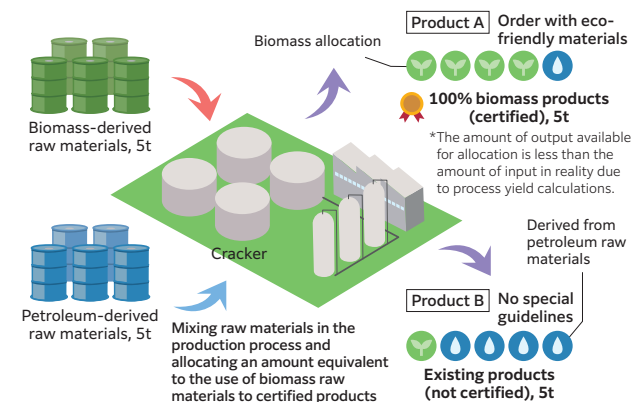 Biomass-derived
raw materials, 5t
Petroleum-derived
raw materials, 5t
Biomass allocation
Product A
Order with eco-
friendly materials
100% biomass products
(certified), 5t
*The amount of output available
for allocation is less than the
amount of input in reality due
to process yield calculations.
Cracker
Mixing raw materials in the
production process and
allocating an amount equivalent
to the use of biomass raw
materials to certified products
Derived from
petroleum raw
materials
Product B
No special
guidelines
Existing products
(not certified), 5t